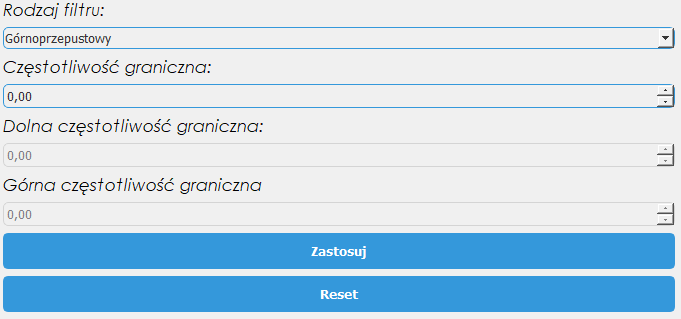 Rodzaj filtru:
Górnoprzepustowy
Częstotliwość graniczna:
0,00
Dolna częstotliwość graniczna:
0,00
Górna częstotliwość graniczna
0,00
Zastosuj
Reset